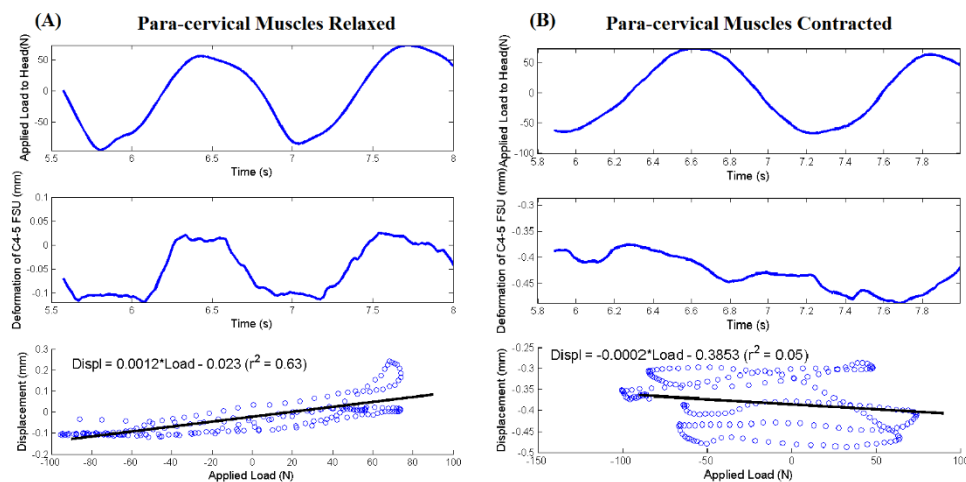 (A) Para-cervical Muscles Relaxed
Applied Load to Head(N)
50
0
-50
5.5 6 6.5 7 7.5 8
Time (s)
Deformation of C4-5 FSU (mm)
0.1
0.05
0
-0.05
-0.1
5.5 6 6.5 7 7.5 8
Time (s)
Displacement (mm)
0.3
0.2
0.1
0
-0.1
-0.2
Displ = 0.0012*Load - 0.023 (r² = 0.63)
-100 -80 -60 -40 -20 0 20 40 60 80 100
Applied Load (N)
(B) Para-cervical Muscles Contracted
Applied Load to Head(N)
50
0
-50
-100
5.8 6 6.2 6.4 6.6 6.8 7 7.2 7.4 7.6 7.8
Time (s)
Deformation of C4-5 FSU (mm)
-0.3
-0.35
-0.4
-0.45
5.8 6 6.2 6.4 6.6 6.8 7 7.2 7.4 7.6 7.8
Time (s)
Displacement (mm)
-0.2
-0.25
-0.3
-0.35
-0.4
-0.45
-0.5
Displ = -0.0002*Load - 0.3853 (r² = 0.05)
-150 -100 -50 0 50 100
Applied Load (N)